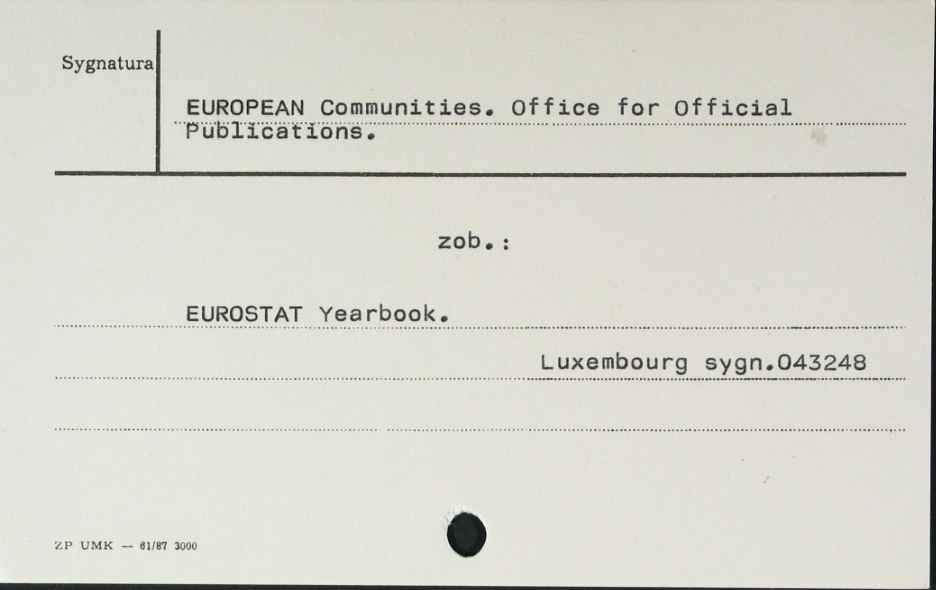 Sygnatura
EUROPEAN Communities. Office for Official
Publications.
zob.:
EUROSTAT Yearbook.
Luxembourg sygn.043248
ZP UMK — 61/87 3000